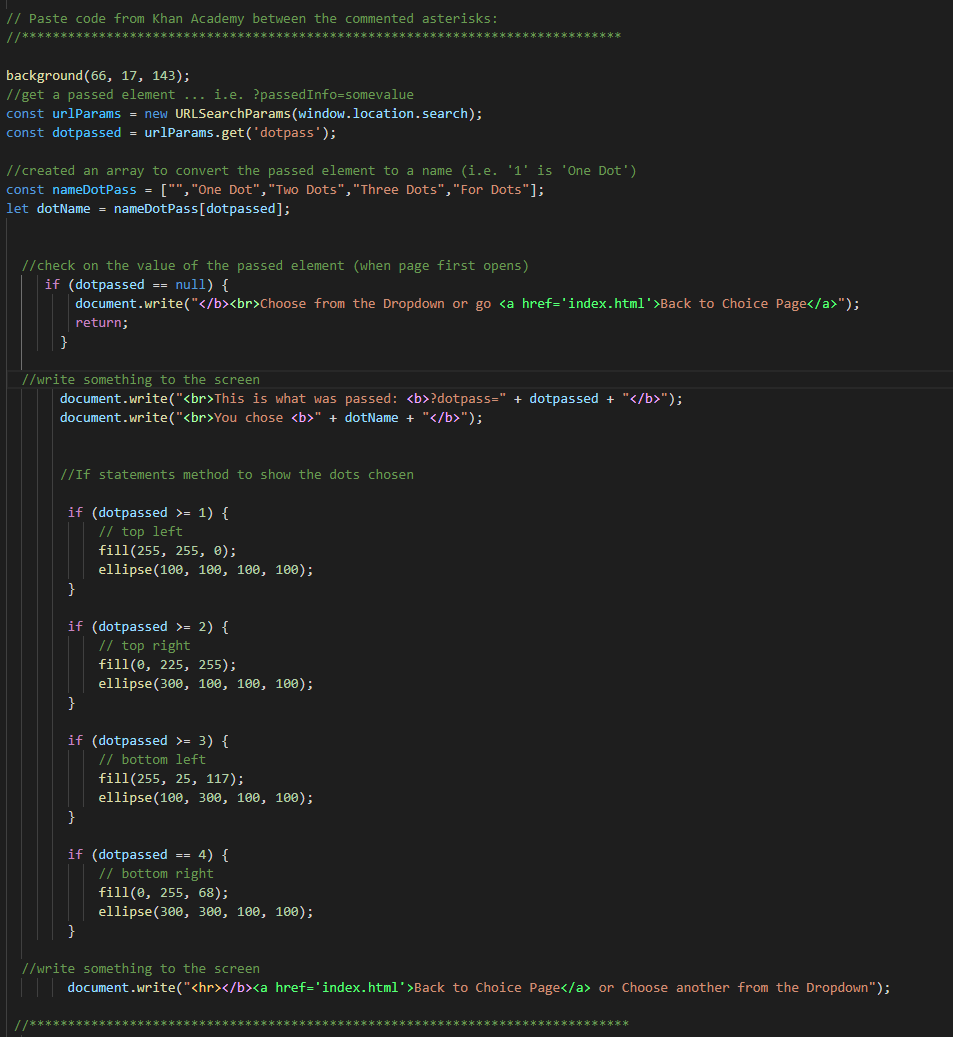 // Paste code from Khan Academy between the commented asterisks:
//******************************************************************************
background(66, 17, 143);
//get a passed element ... i.e. ?passedInfo=somevalue
const urlParams = new URLSearchParams(window.location.search);
const dotpassed = urlParams.get('dotpass');
//created an array to convert the passed element to a name (i.e. '1' is 'One Dot')
const nameDotPass = ["","One Dot","Two Dots","Three Dots","For Dots"];
let dotName = nameDotPass[dotpassed];
//check on the value of the passed element (when page first opens)
if (dotpassed == null) {
document.write("</b><br>Choose from the Dropdown or go <a href='index.html'>Back to Choice Page</a>");
return;
}
//write something to the screen
document.write("<br>This is what was passed: <b>?dotpass=" + dotpassed + "</b>");
document.write("<br>You chose <b>" + dotName + "</b>");
//If statements method to show the dots chosen
if (dotpassed >= 1) {
// top left
fill(255, 255, 0);
ellipse(100, 100, 100, 100);
}
if (dotpassed >= 2) {
// top right
fill(0, 225, 255);
ellipse(300, 100, 100, 100);
}
if (dotpassed >= 3) {
// bottom left
fill(255, 25, 117);
ellipse(100, 300, 100, 100);
}
if (dotpassed == 4) {
// bottom right
fill(0, 255, 68);
ellipse(300, 300, 100, 100);
}
//write something to the screen
document.write("<hr></b><a href='index.html'>Back to Choice Page</a> or Choose another from the Dropdown");
//******************************************************************************